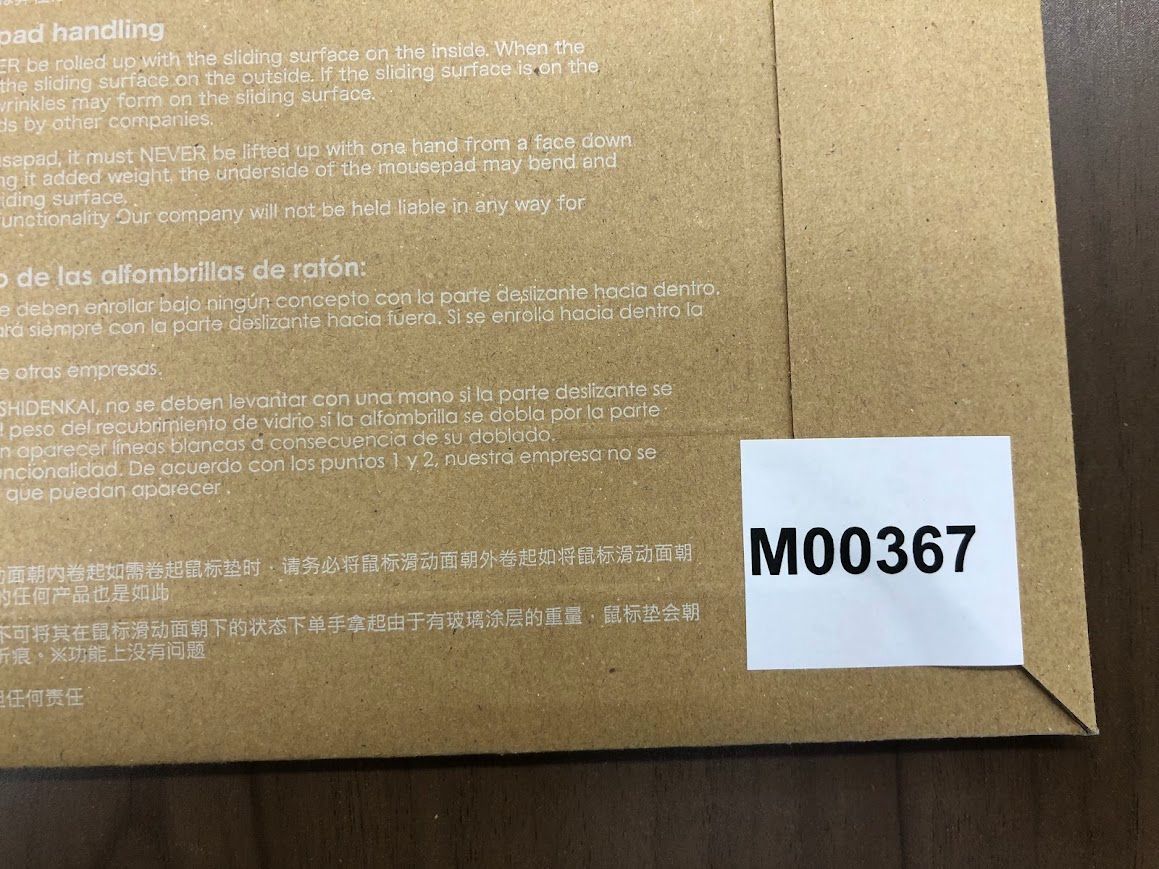 pad handling
ER be rolled up with the sliding surface on the inside. When the
the sliding surface on the outside. If the sliding surface is on the
wrinkles may form on the sliding surface.
ds by other companies.
usapad, it must NEVER be lifted up with one hand from a face down
ng it added weight, the underside of the mousepad may bend and
iding surface.
functionality Our company will not be held liable in any way for
o de las alfombrillas de ratón:
e deben enrollar bajo ningún concepto con la parte deslizante hacia dentro.
ará siempre con la parte deslizante hacia fuera. Si se enrolla hacia dentro la
e otras empresas.
SHIDENKAI, no se deben levantar con una mano si la parte deslizante se
l peso del recubrimiento de vidrio si la alfombrilla se dobla por la parte
n aparecer líneas blancas a consecuencia de su doblado.
ncionalidad. De acuerdo con los puntos 1 y 2, nuestra empresa no se
que puedan aparecer .
动面朝内卷起如需卷起鼠标垫时，请务必将鼠标滑动面朝外卷起如将鼠标滑动面朝
的任何产品也是如此
不可将其在鼠标滑动面朝下的状态下单手拿起由于有玻璃涂层的重量，鼠标垫会朝
折痕。※功能上没有问题
担任何责任
M00367